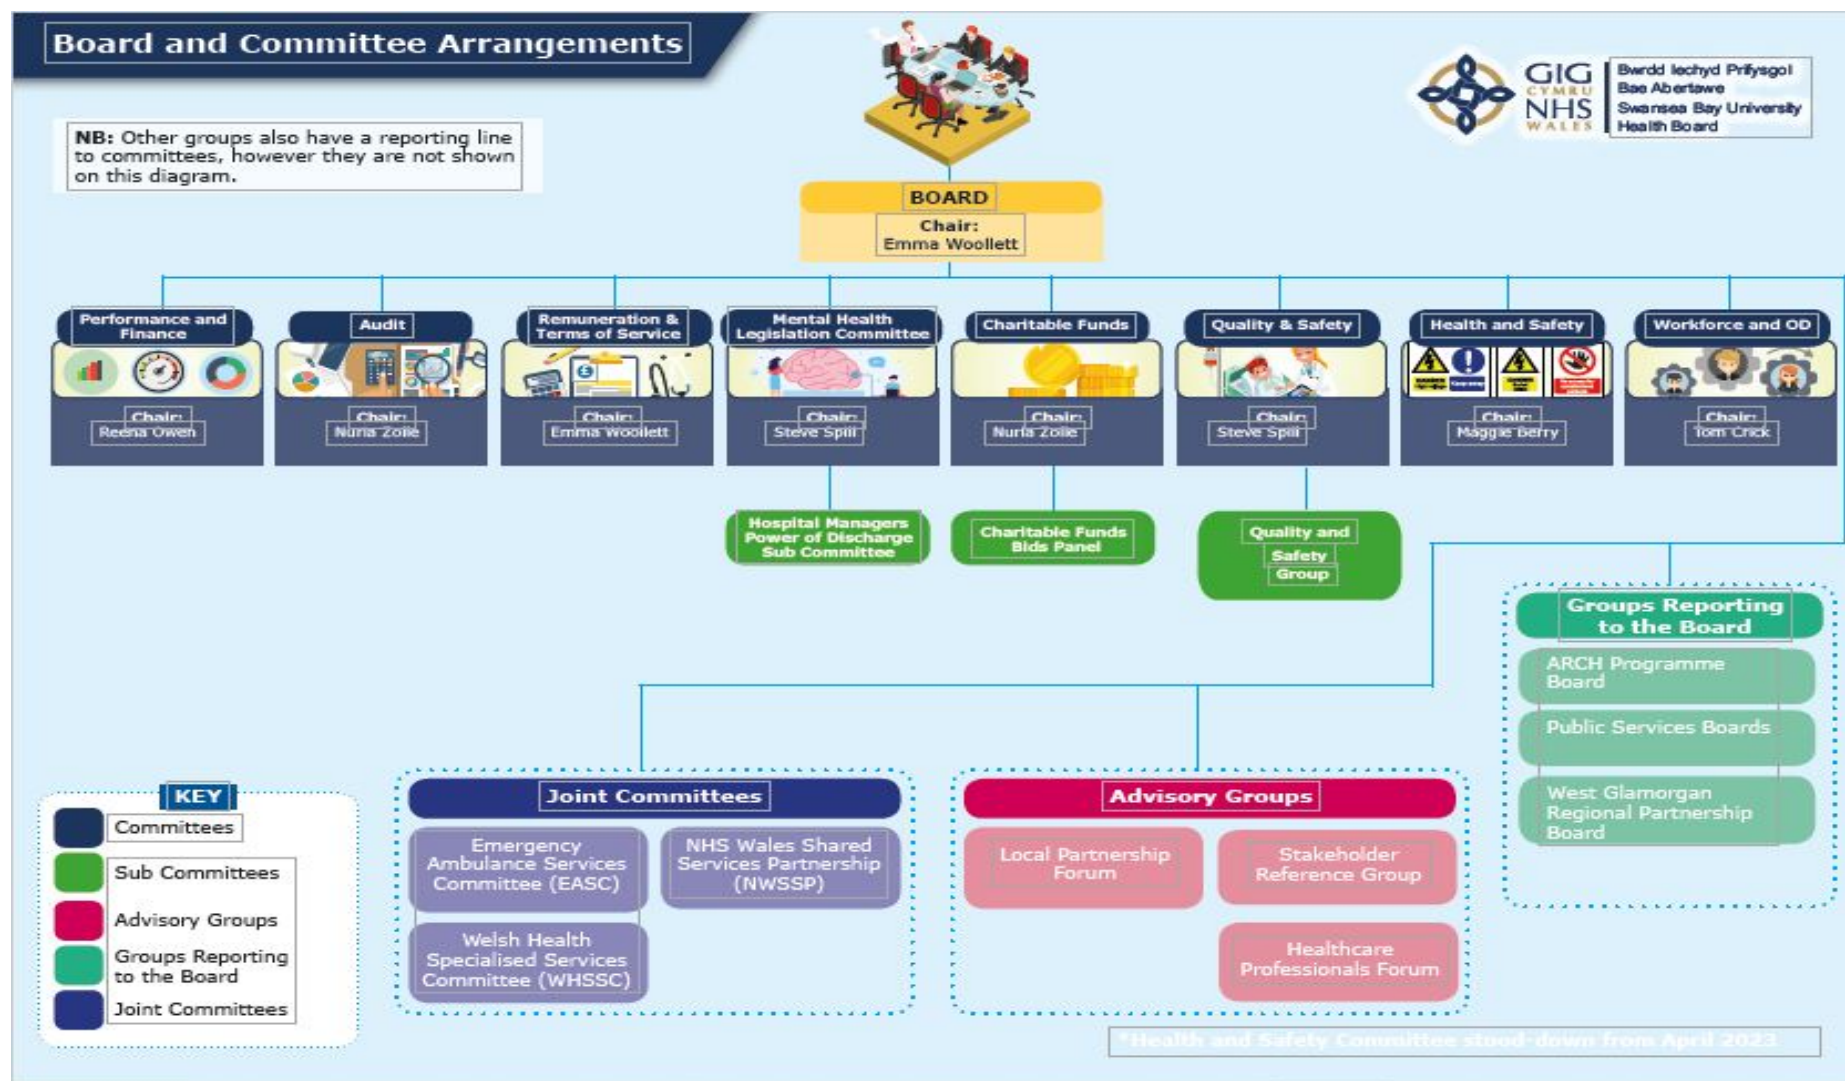 Board and Committee Arrangements
GIG
CYMRU
NHS
WALES
Bwrdd Iechyd Prifysgol
Bae Abertawe
Swansea Bay University
Health Board
NB: Other groups also have a reporting line
to committees, however they are not shown
on this diagram.
BOARD
Chair:
Emma Woollett
Performance and
Finance
Chair:
Reena Owen
Audit
Chair:
Nuria Zolle
Remuneration &
Terms of Service
Chair:
Emma Woollett
Mental Health
Legislation Committee
Chair:
Steve Spill
Charitable Funds
Chair:
Nuria Zolle
Quality & Safety
Chair:
Steve Spill
Health and Safety
Chair:
Maggie Berry
Workforce and OD
Chair:
Tom Crick
Hospital Managers
Power of Discharge
Sub Committee
Charitable Funds
Bids Panel
Quality and
Safety
Group
Groups Reporting
to the Board
ARCH Programme
Board
Public Services Boards
West Glamorgan
Regional Partnership
Board
Joint Committees
Emergency
Ambulance Services
Committee (EASC)
NHS Wales Shared
Services Partnership
(NWSSP)
Welsh Health
Specialised Services
Committee (WHSSC)
Advisory Groups
Local Partnership
Forum
Stakeholder
Reference Group
Healthcare
Professionals Forum
KEY
Committees
Sub Committees
Advisory Groups
Groups Reporting
to the Board
Joint Committees
*Health and Safety Committee stood-down from April 2023